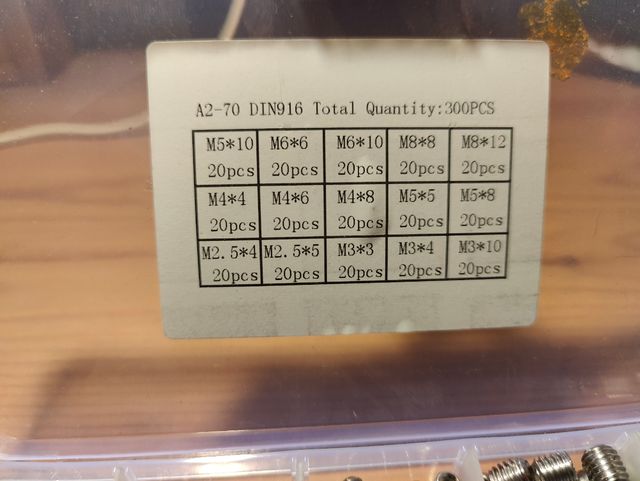 A2-70 DIN916 Total Quantity:300PCS
M5*10 M6*6 M6*10 M8*8 M8*12
20pcs 20pcs 20pcs 20pcs 20pcs
M4*4 M4*6 M4*8 M5*5 M5*8
20pcs 20pcs 20pcs 20pcs 20pcs
M2.5*4 M2.5*5 M3*3 M3*4 M3*10
20pcs 20pcs 20pcs 20pcs 20pcs